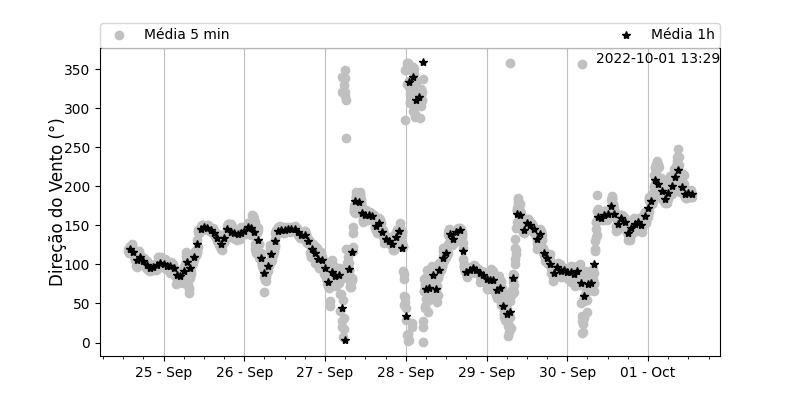 Média 5 min
Média 1h
2022-10-01 13:29
Direção do Vento (°)
350
300
250
200
150
100
50
0
25 - Sep
26 - Sep
27 - Sep
28 - Sep
29 - Sep
30 - Sep
01 - Oct